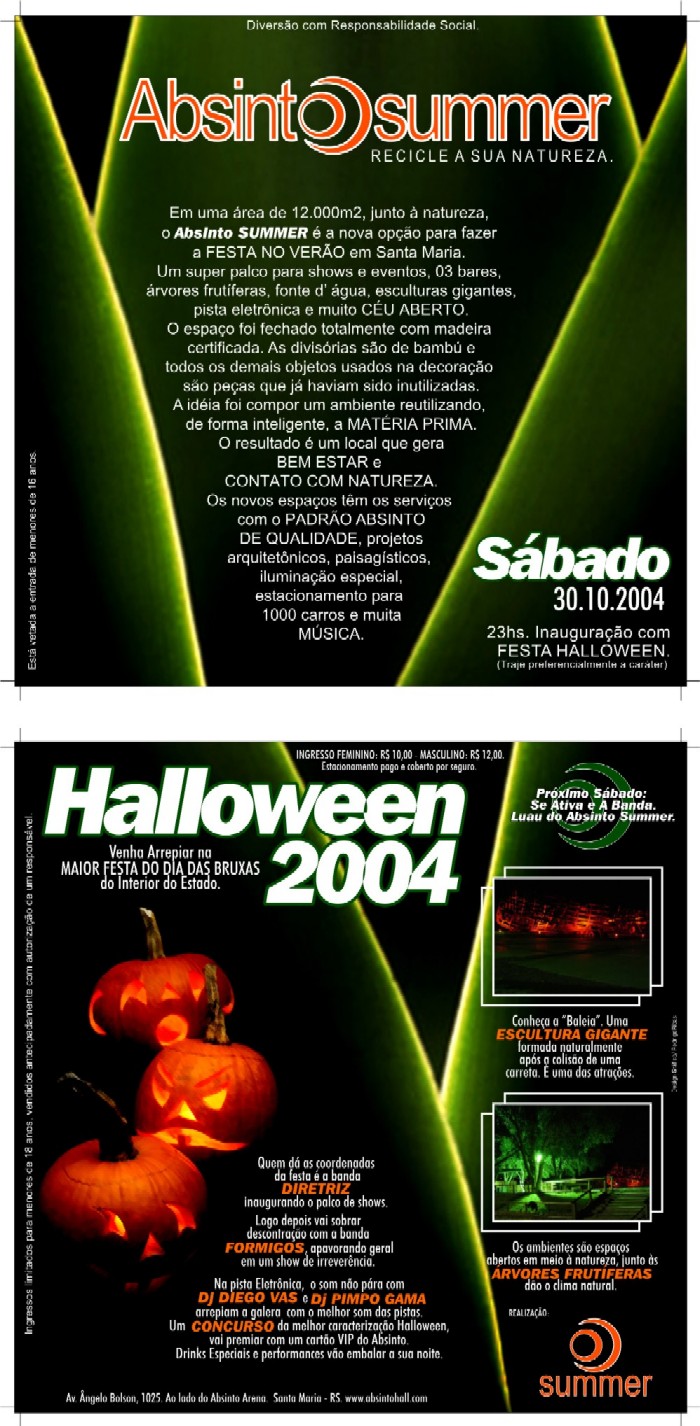 Diversão com Responsabilidade Social.
Absinto summer
RECICLE A SUA NATUREZA.
Em uma área de 12.000m2, junto à natureza,
o Absinto SUMMER é a nova opção para fazer
a FESTA NO VERÃO em Santa Maria.
Um super palco para shows e eventos, 03 bares,
árvores frutíferas, fonte d' água, esculturas gigantes,
pista eletrônica e muito CÉU ABERTO.
O espaço foi fechado totalmente com madeira
certificada. As divisórias são de bambú e
todos os demais objetos usados na decoração
são peças que já haviam sido inutilizadas.
A idéia foi compor um ambiente reutilizando,
de forma inteligente, a MATÉRIA PRIMA.
O resultado é um local que gera
BEM ESTAR e
CONTATO COM NATUREZA.
Os novos espaços têm os serviços
com o PADRÃO ABSINTO
DE QUALIDADE, projetos
arquitetônicos, paisagísticos,
iluminação especial,
estacionamento para
1000 carros e muita
MÚSICA.
Está vetada a entrada de menores de 16 anos.
Sábado
30.10.2004
23hs. Inauguração com
FESTA HALLOWEEN.
(Traje preferencialmente a caráter)
INGRESSO FEMININO: R$ 10,00 MASCULINO: R$ 12,00.
Estacionamento pago e coberto por seguro.
Halloween
2004
Venha Arrepiar na
MAIOR FESTA DO DIA DAS BRUXAS
do Interior do Estado.
Próximo Sábado:
Se Ativa e A Banda.
Luau do Absinto Summer.
Ingressos limitados para menores de 18 anos, vendidos antecipadamente com autorização de um responsável.
Conheça a "Baleia". Uma
ESCULTURA GIGANTE
formada naturalmente
após a colisão de uma
carreta. É uma das atrações.
Quem dá as coordenadas
da festa é a banda
DIRETRIZ
inaugurando o palco de shows.
Logo depois vai sobrar
descontração com a banda
FORMIGOS, apavorando geral
em um show de irreverência.
Na pista Eletrônica, o som não pára com
Dj DIEGO VAS e Dj PIMPO GAMA
arrepiam a galera com o melhor som das pistas.
Um CONCURSO da melhor caracterização Halloween,
vai premiar com um cartão VIP do Absinto.
Drinks Especiais e performances vão embalar a sua noite.
Os ambientes são espaços
abertos em meio à natureza, junto às
ÁRVORES FRUTÍFERAS
dão o clima natural.
REALIZAÇÃO:
summer
Av. Ângelo Bolson, 1025. Ao lado do Absinto Arena. Santa Maria - RS. www.absintohall.com